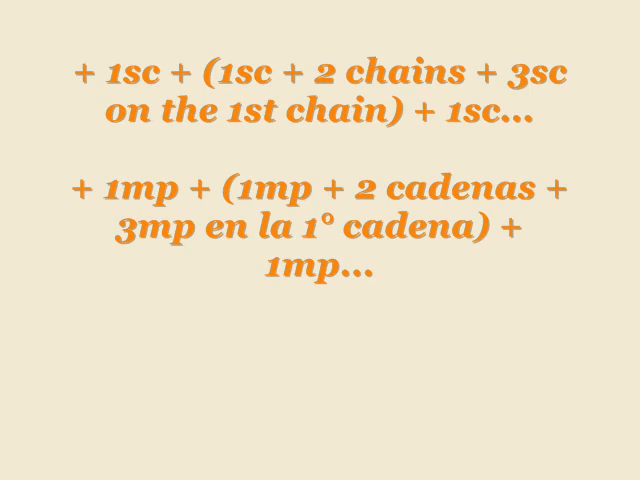 + 1sc + (1sc + 2 chains + 3sc
on the 1st chain) + 1sc...
+ 1mp + (1mp + 2 cadenas +
3mp en la 1° cadena) +
1mp...